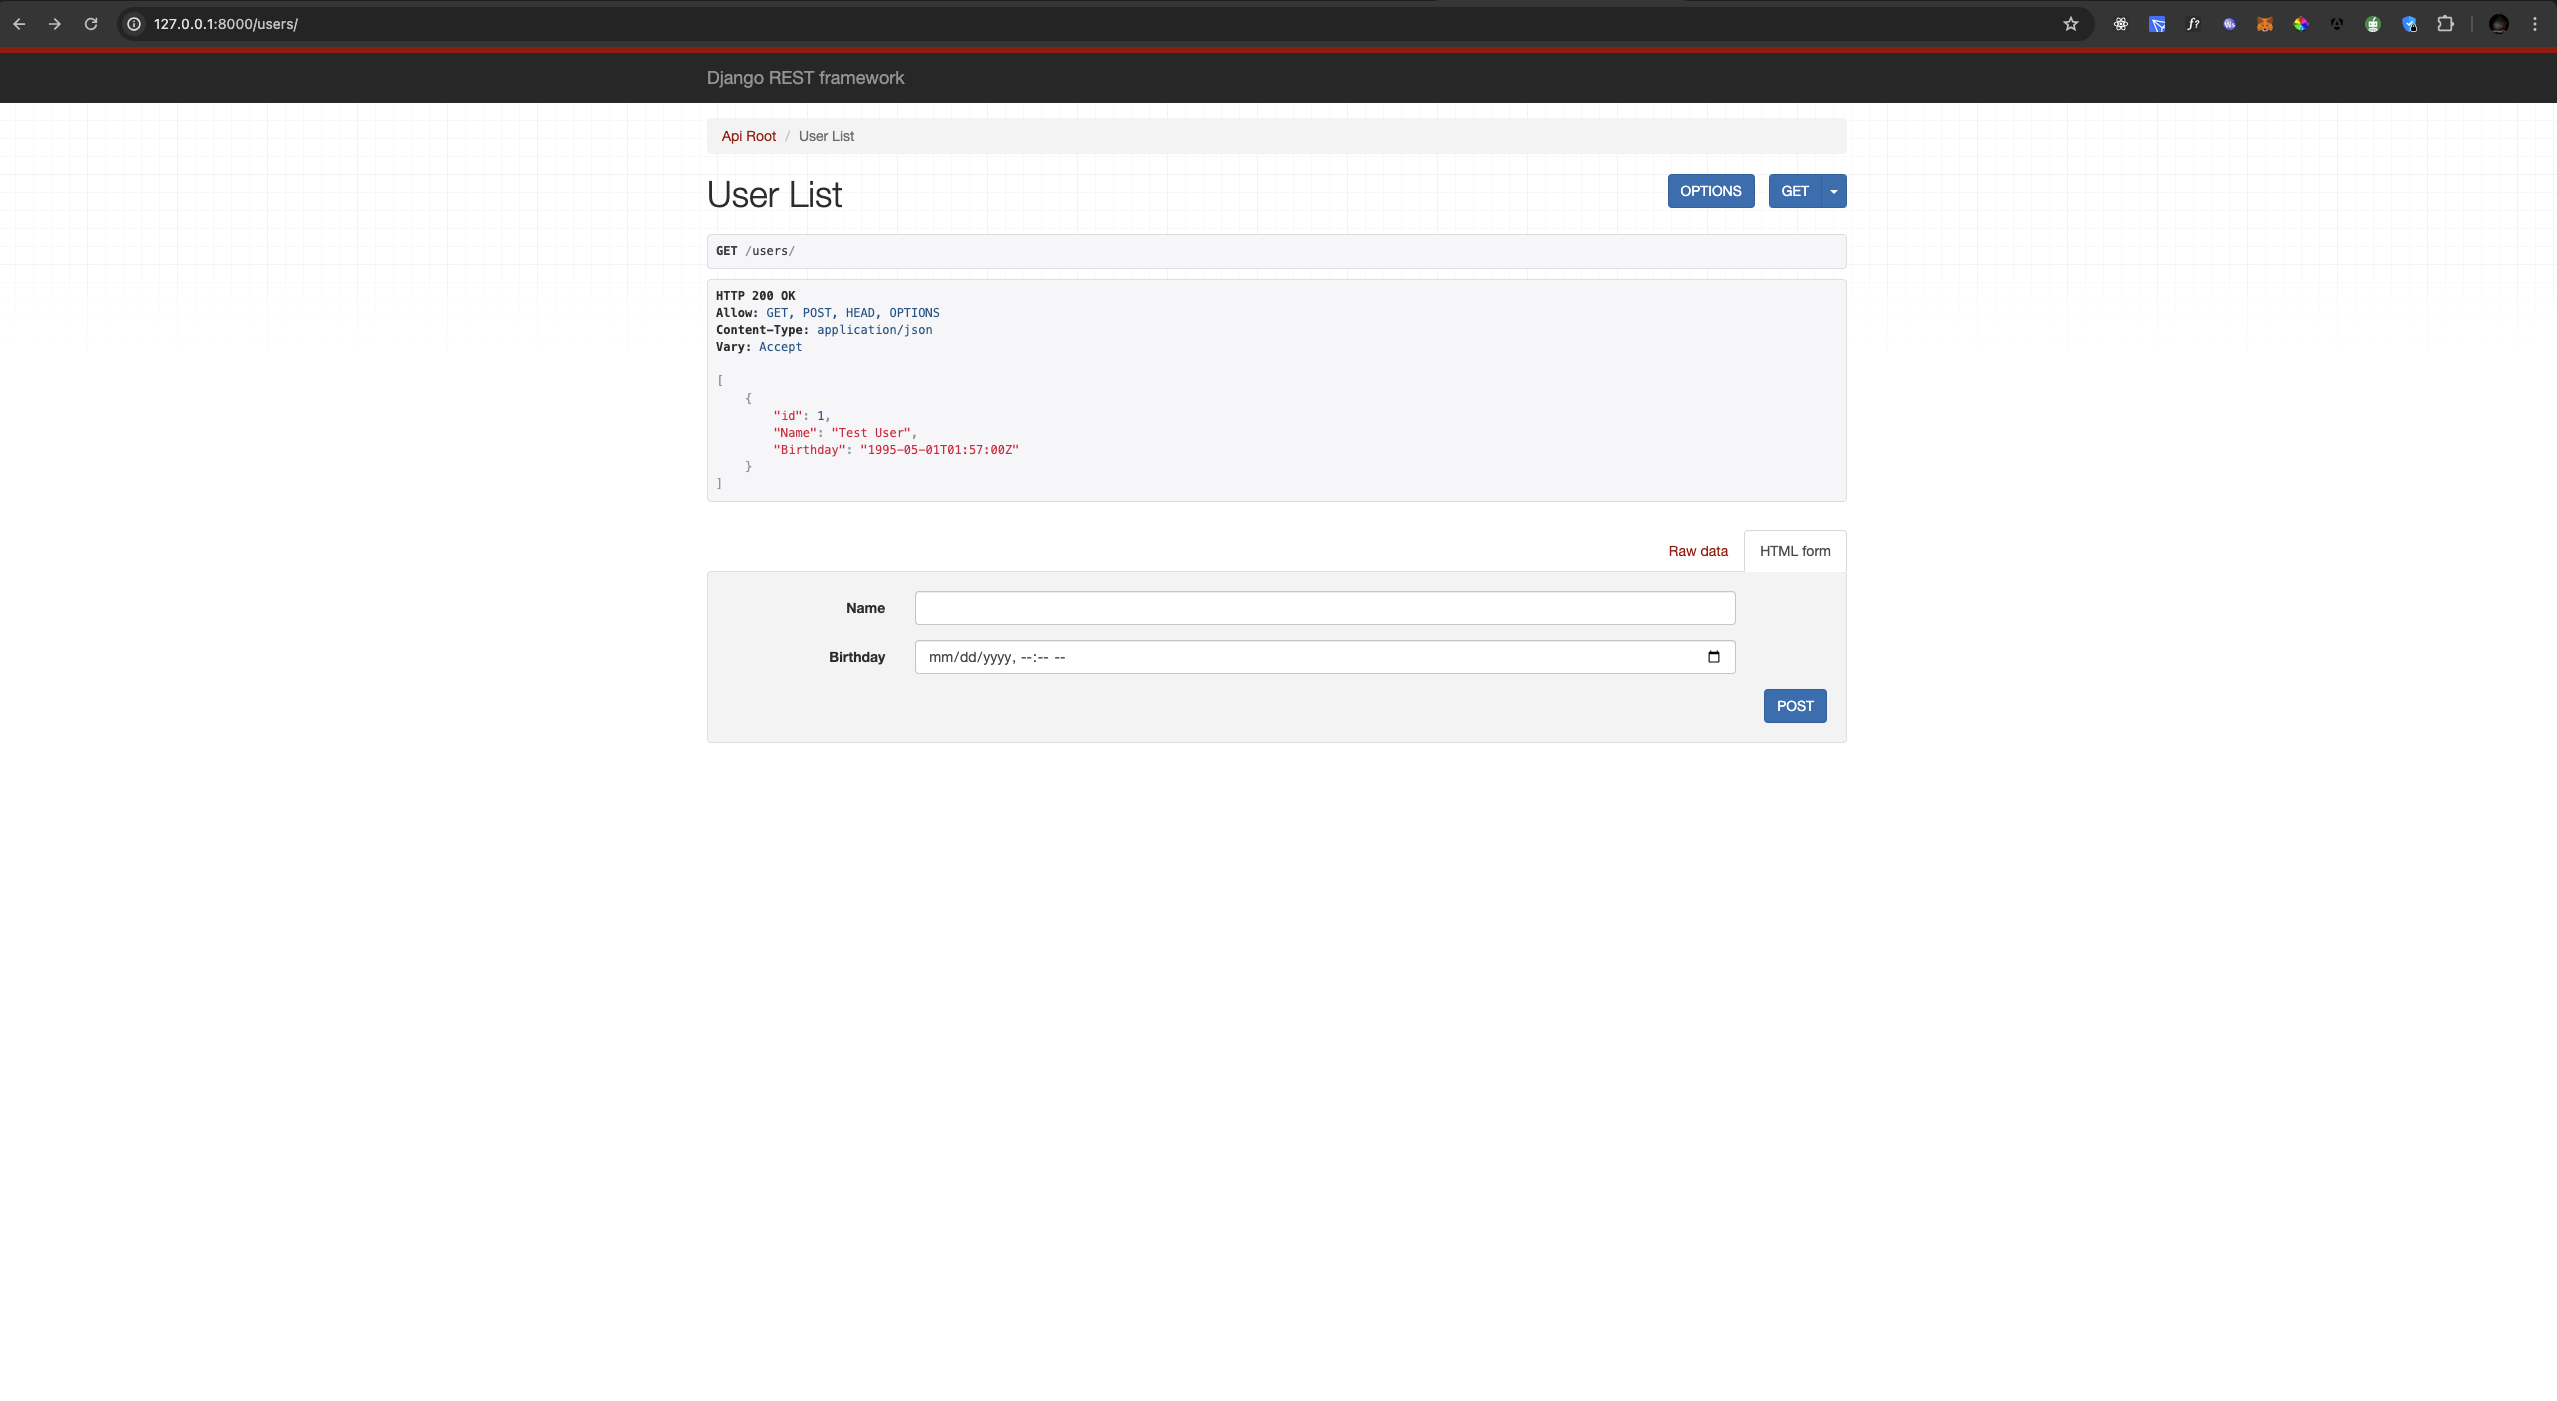 127.0.0.1:8000/users/
Django REST framework
Api Root / User List
User List
OPTIONS GET
GET /users/
HTTP 200 OK
Allow: GET, POST, HEAD, OPTIONS
Content-Type: application/json
Vary: Accept
[
    {
        "id": 1,
        "Name": "Test User",
        "Birthday": "1995-05-01T01:57:00Z"
    }
]
Raw data HTML form
Name
Birthday mm/dd/yyyy, --:-- --
POST